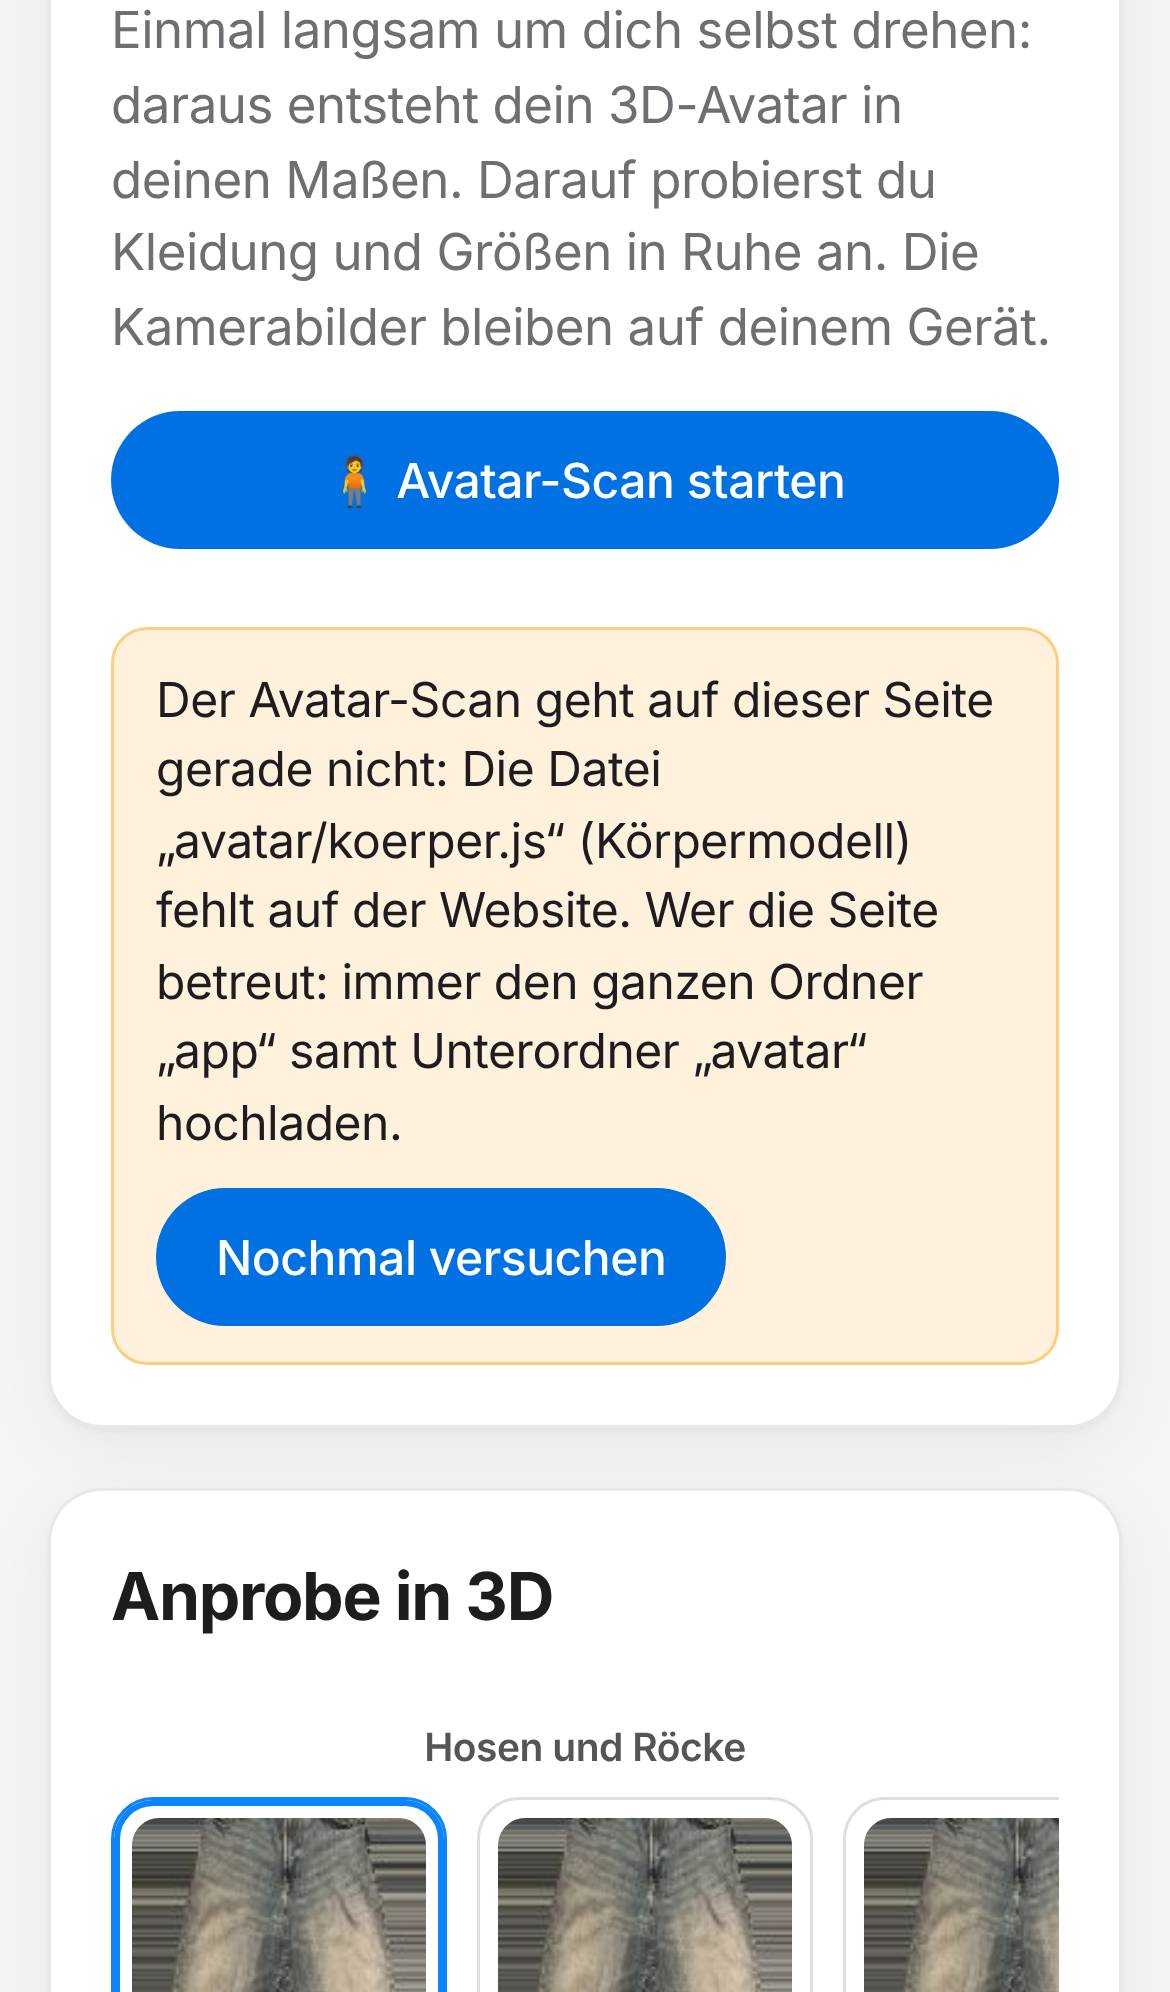 Einmal langsam um dich selbst drehen:
daraus entsteht dein 3D-Avatar in
deinen Maßen. Darauf probierst du
Kleidung und Größen in Ruhe an. Die
Kamerabilder bleiben auf deinem Gerät.
Avatar-Scan starten
Der Avatar-Scan geht auf dieser Seite
gerade nicht: Die Datei
„avatar/koerper.js“ (Körpermodell)
fehlt auf der Website. Wer die Seite
betreut: immer den ganzen Ordner
„app“ samt Unterordner „avatar“
hochladen.
Nochmal versuchen
Anprobe in 3D
Hosen und Röcke